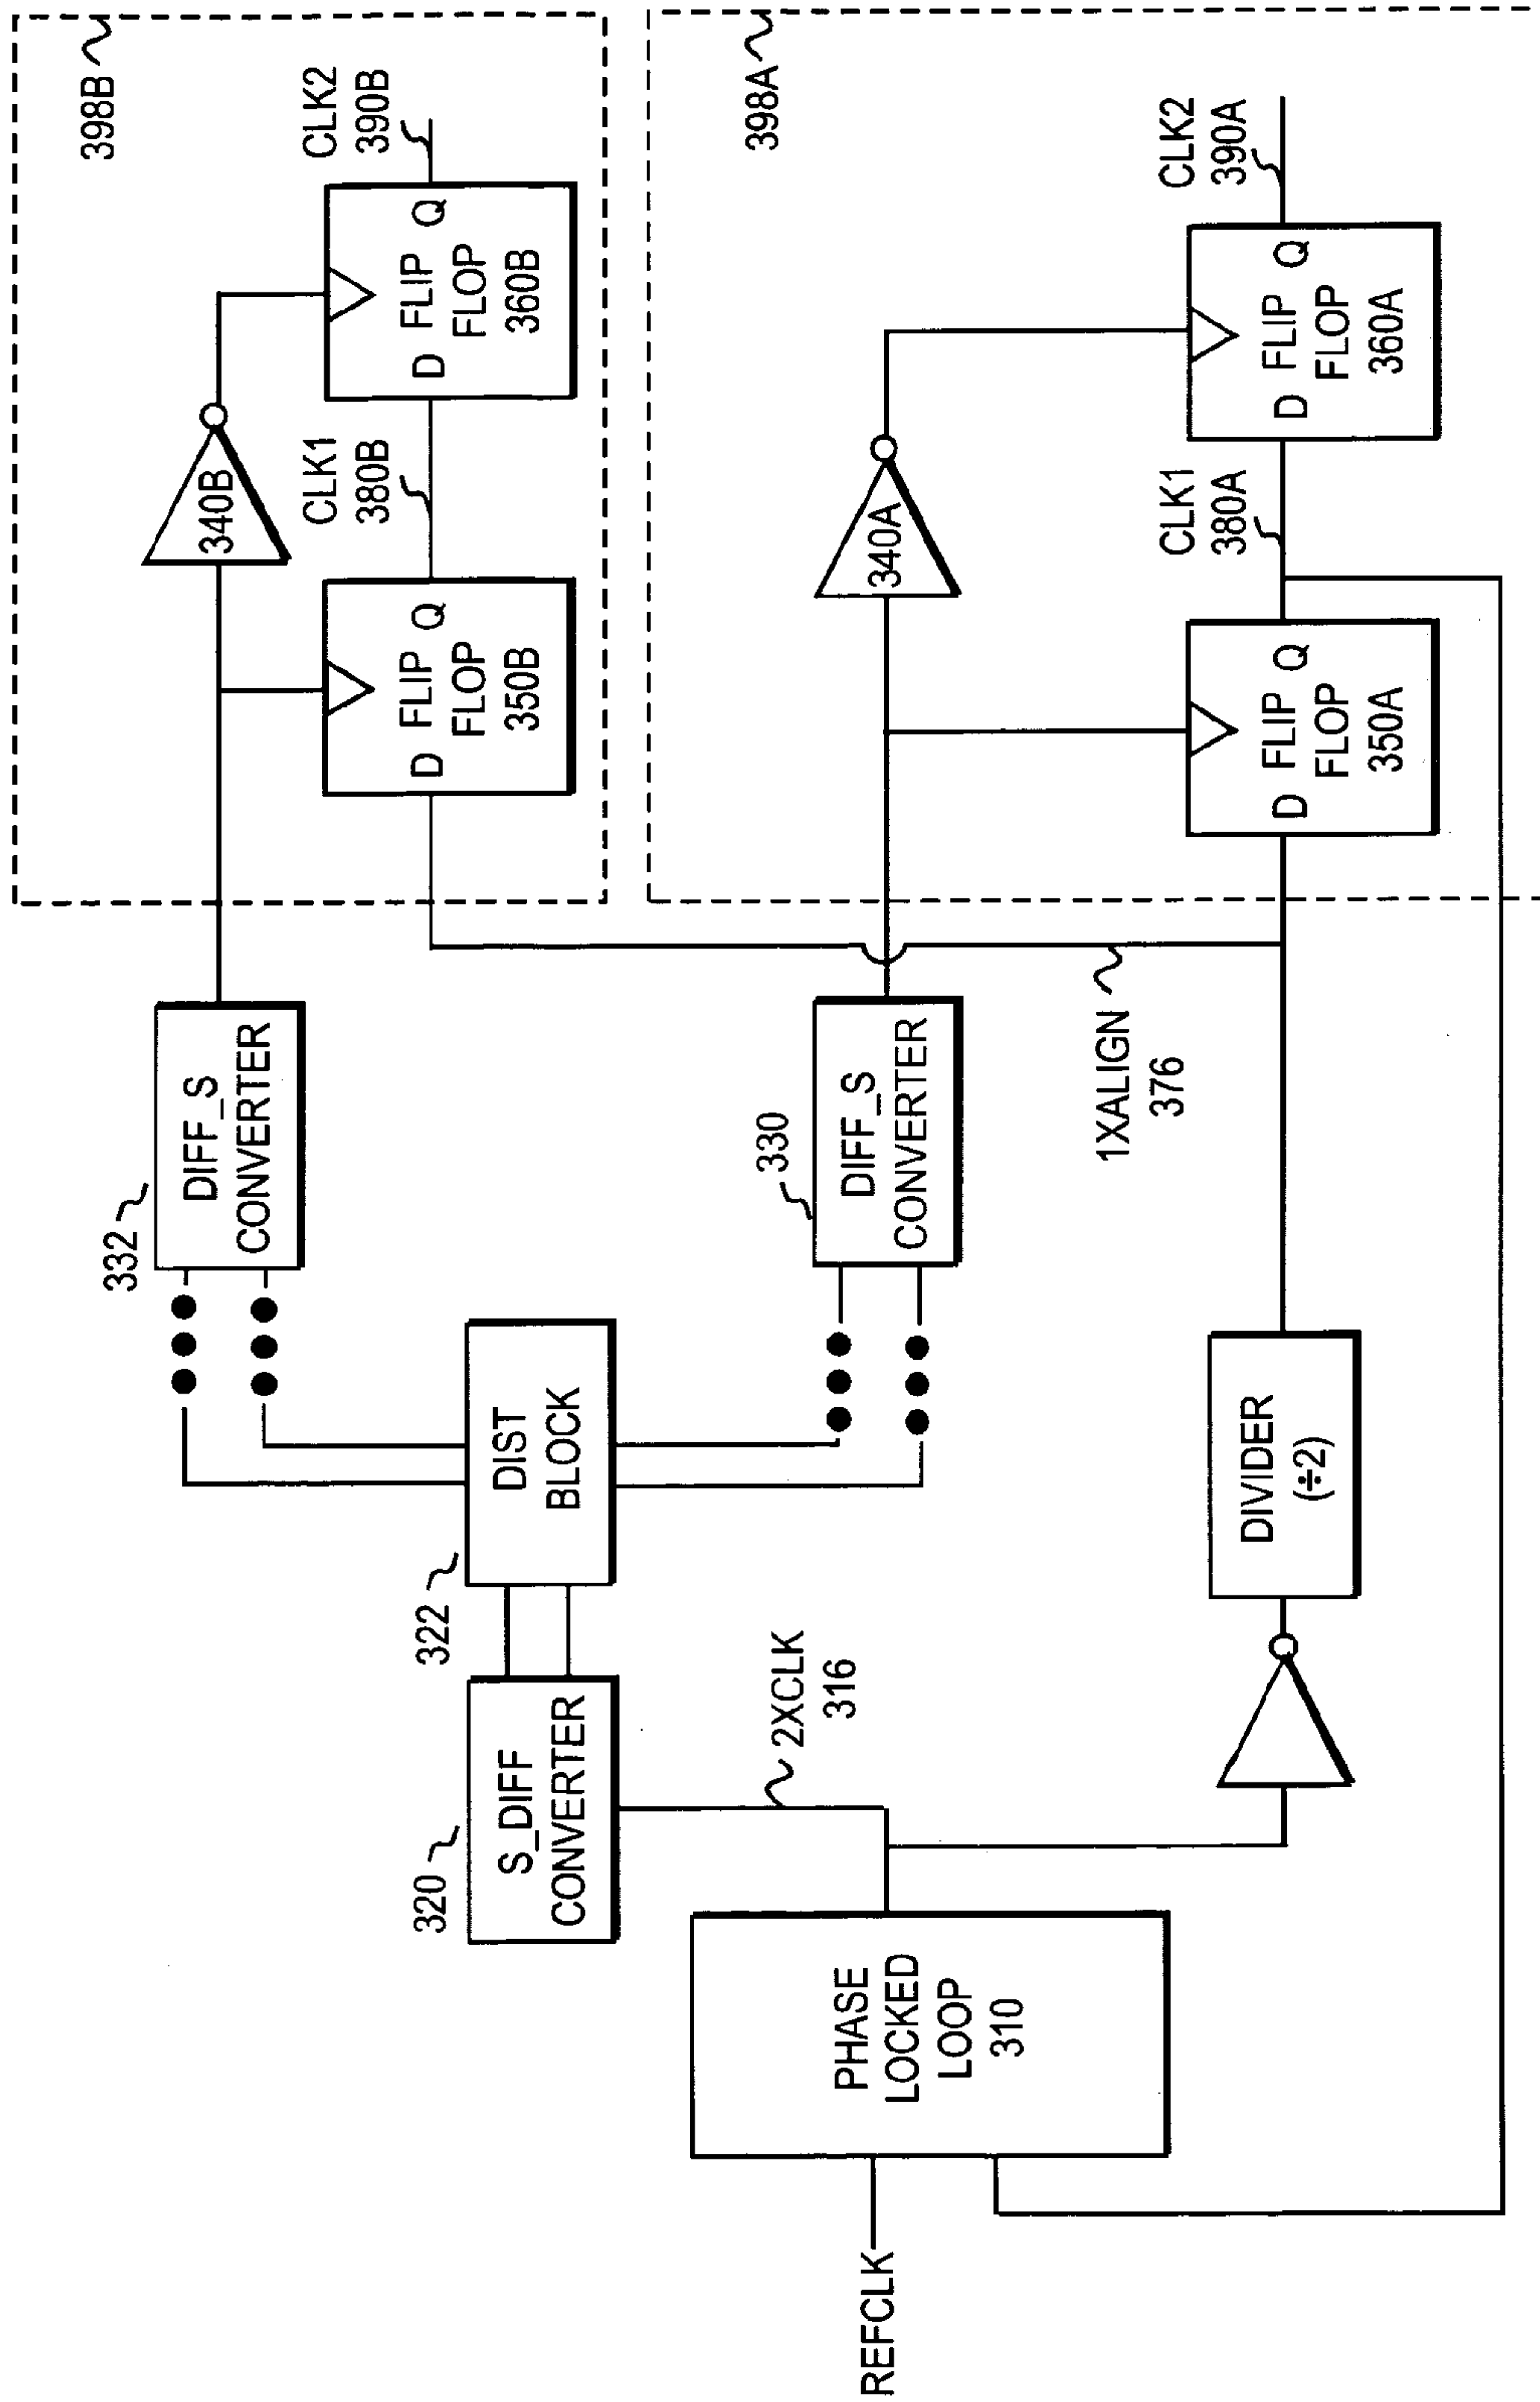 398B
CLK2
390B
340B
D FLIP Q
FLOP
360B
CLK1
380B
D FLIP Q
FLOP
350B
332
DIFF_S
CONVERTER
398A
CLK2
390A
340A
D FLIP Q
FLOP
360A
CLK1
380A
D FLIP Q
FLOP
350A
330
DIFF_S
CONVERTER
1XALIGN
376
322
DIST
BLOCK
320
S_DIFF
CONVERTER
2XCLK
316
DIVIDER
(÷2)
PHASE
LOCKED
LOOP
310
REFCLK